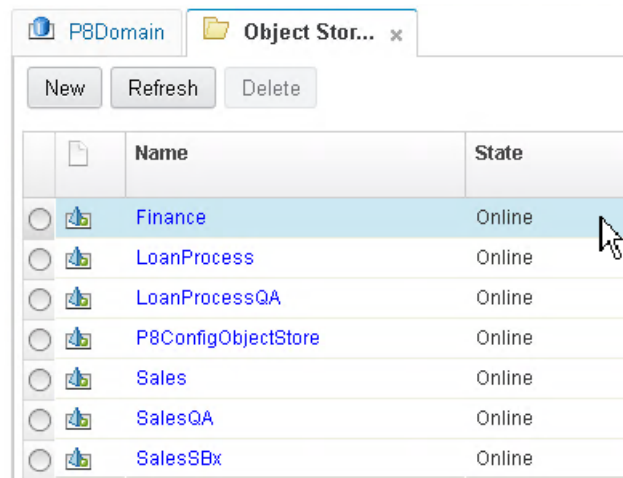 P8Domain Object Stor... x
New Refresh Delete
Name State
Finance Online
LoanProcess Online
LoanProcessQA Online
P8ConfigObjectStore Online
Sales Online
SalesQA Online
SalesSBx Online